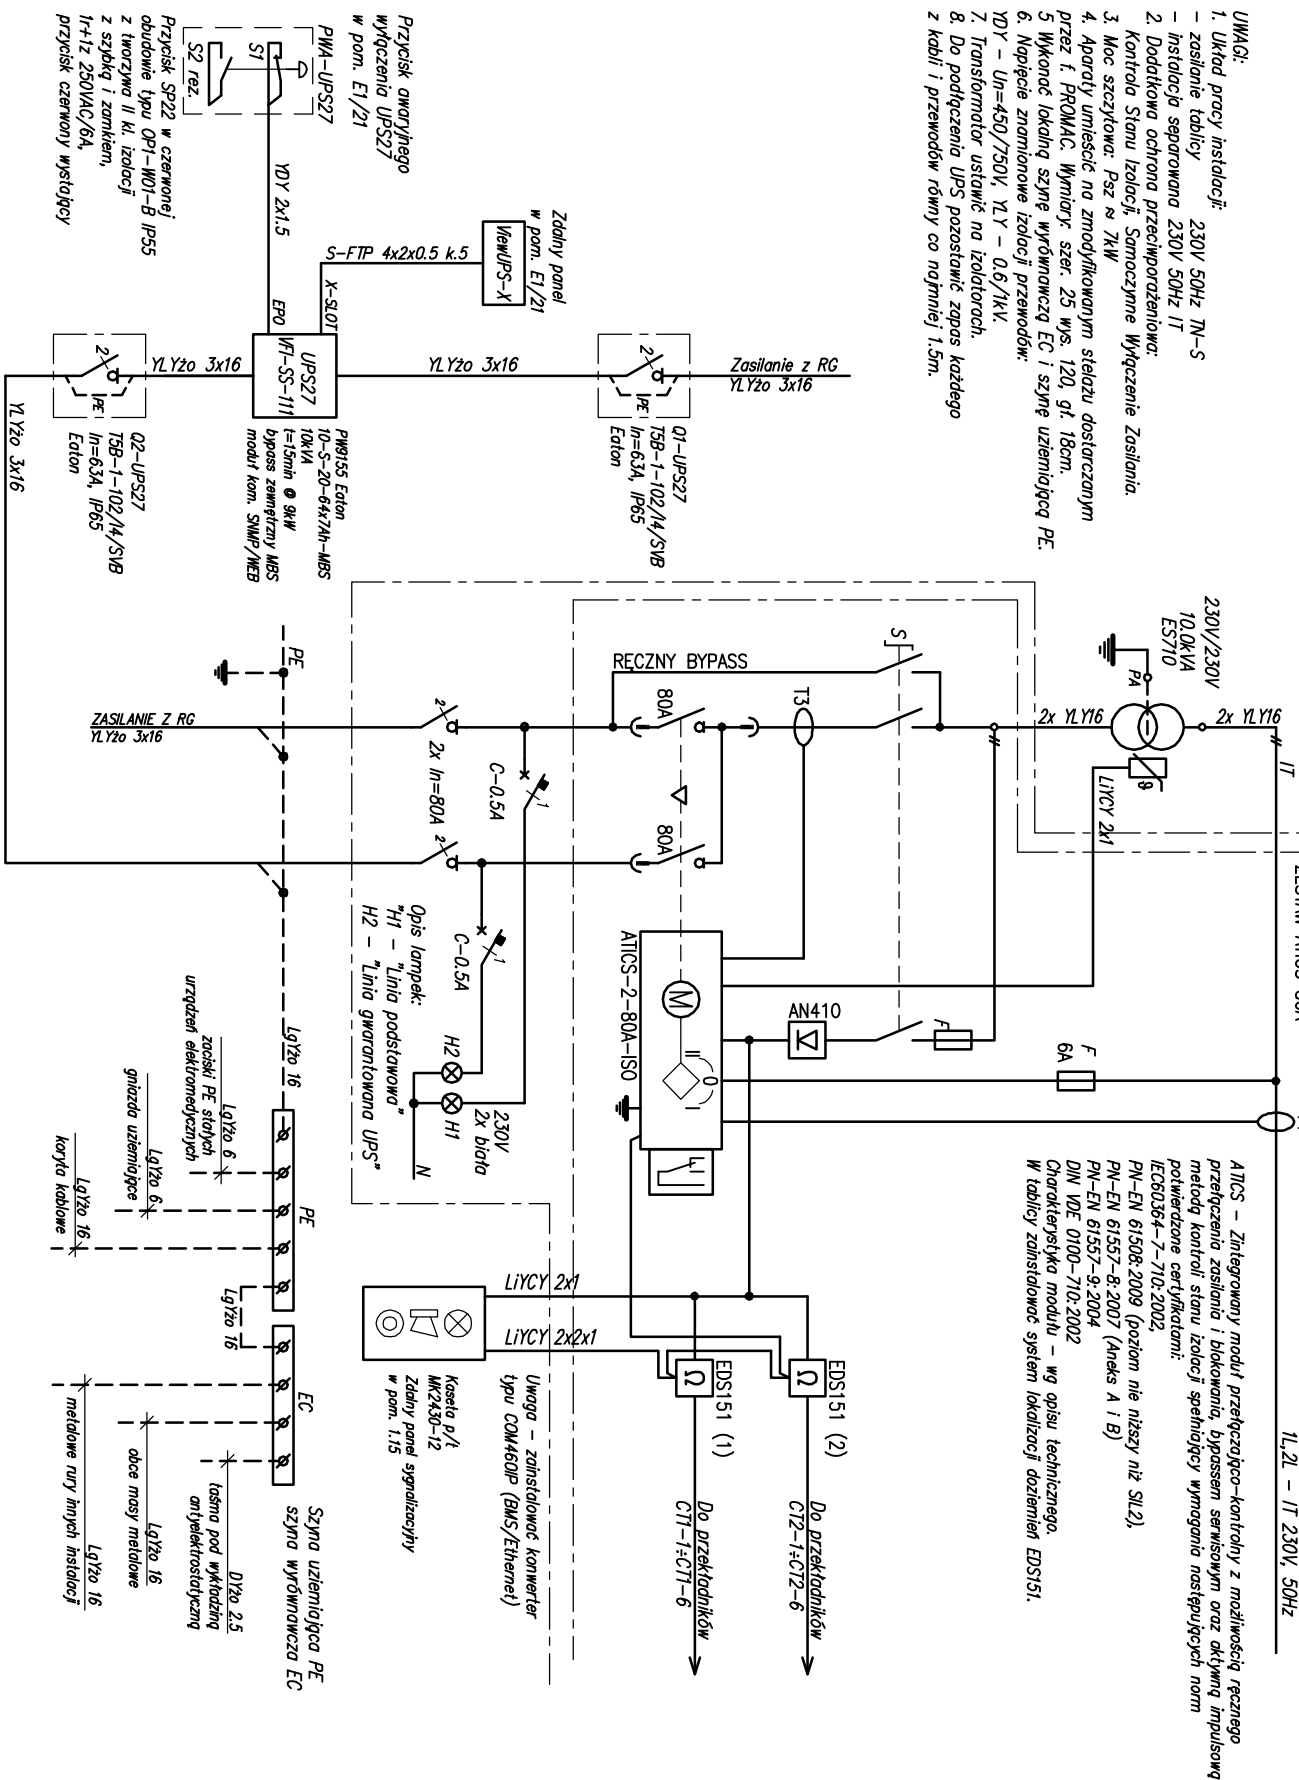 UWAGI:
1. Układ pracy instalacji:
- zasilanie tablicy 230V 50Hz TN-S
- instalacja separowana 230V 50Hz IT
2. Dodatkowa ochrona przeciwporażeniowa:
Kontrola Stanu Izolacji, Samoczynne Wyłączenie Zasilania.
3. Moc szczytowa: Psz ≈ 7kW
4. Aparaty umieścić na zmodyfikowanym stelażu dostarczanym
przez f. PROMAC. Wymiary: szer. 25 wys. 120, gł. 18cm.
5 Wykonać lokalną szynę wyrównawczą EC i szynę uziemiającą PE.
6. Napięcie znamionowe izolacji przewodów:
YDY - Un=450/750V, YLY - 0.6/1kV.
7. Transformator ustawić na izolatorach.
8. Do podłączenia UPS pozostawić zapas każdego
z kabli i przewodów równy co najmniej 1.5m.
Zdalny panel
w pom. E1/21
ViewUPS-X
S-FTP 4x2x0.5 k.5
X-SLOT
Przycisk awaryjnego
wyłączenia UPS27
w pom. E1/21
PWA-UPS27
S1
S2 rez.
Przycisk SP22 w czerwonej
obudowie typu OP1-W01-B IP55
z tworzywa II kl. izolacji
z szybką i zamkiem,
1r+1z 250VAC/6A,
przycisk czerwony wystający
YDY 2x1.5
EPO
UPS27
VFI-SS-111
PW9155 Eaton
10-S-20-64x7Ah-MBS
10kVA
t=15min @ 9kW
bypass zewnętrzny MBS
moduł kom. SNMP/WEB
Zasilanie z RG
YLYżo 3x16
2
PE
Q1-UPS27
T5B-1-102/I4/SVB
In=63A, IP65
Eaton
YLYżo 3x16
YLYżo 3x16
2
PE
Q2-UPS27
T5B-1-102/I4/SVB
In=63A, IP65
Eaton
YLYżo 3x16
230V/230V
10.0kVA
ES710
PA
2x YLY16
2x YLY16
IT
LiYCY 2x1
ϑ
S
RĘCZNY BYPASS
T3
80A
80A
PE
ZASILANIE Z RG
YLYżo 3x16
2
2x In=80A
2
C-0.5A
1
C-0.5A
1
Opis lampek:
"H1 - "Linia podstawowa"
H2 - "Linia gwarantowana UPS"
H2
H1
230V
2x biała
N
ATICS-2-80A-ISO
M
II
0
I
AN410
F
F
6A
1L,2L - IT 230V, 50Hz
ATICS - Zintegrowany moduł przełączająco-kontrolny z możliwością ręcznego
przełączenia zasilania i blokowania, bypassem serwisowym oraz aktywną impulsową
metodą kontroli stanu izolacji spełniający wymagania następujących norm
potwierdzone certyfikatami:
IEC60364-7-710:2002,
PN-EN 61508:2009 (poziom nie niższy niż SIL2),
PN-EN 61557-8:2007 (Aneks A i B)
PN-EN 61557-9:2004
DIN VDE 0100-710:2002
Charakterystyka modułu - wg opisu technicznego.
W tablicy zainstalować system lokalizacji doziemień EDS151.
EDS151 (2)
Ω
Do przekładników
CT2-1÷CT2-6
EDS151 (1)
Ω
Do przekładników
CT1-1÷CT1-6
LiYCY 2x1
LiYCY 2x2x1
Uwaga - zainstalować konwerter
typu COM460IP (BMS/Ethernet)
Kaseta p/t
MK2430-12
Zdalny panel sygnalizacyjny
w pom. 1.15
LgYżo 16
PE
LgYżo 6
zaciski PE stałych
urządzeń elektromedycznych
LgYżo 6
gniazda uziemiające
LgYżo 16
koryta kablowe
LgYżo 16
EC
Szyna uziemiająca PE
szyna wyrównawcza EC
DYżo 2.5
taśma pod wykładzinę
antyelektrostatyczną
LgYżo 16
obce masy metalowe
LgYżo 16
metalowe rury innych instalacji